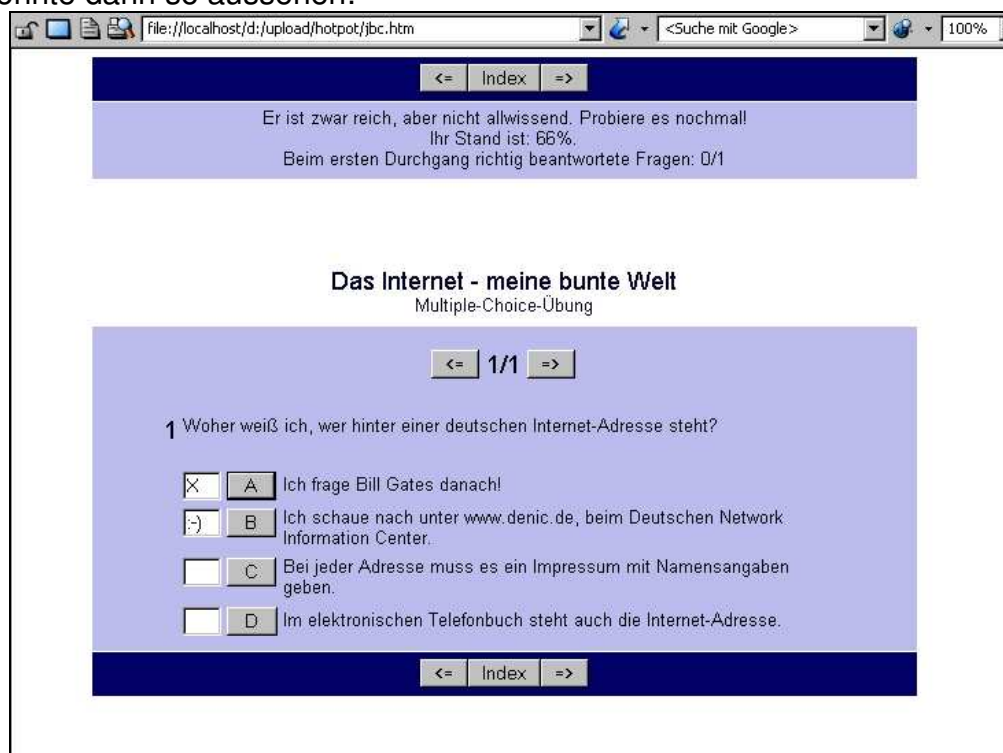 dann so aussehen:
file://localhost/d:/upload/hotpot/jbc.htm <Suche mit Google> 100%
<= Index =>
Er ist zwar reich, aber nicht allwissend. Probiere es nochmal!
Ihr Stand ist: 66%.
Beim ersten Durchgang richtig beantwortete Fragen: 0/1
Das Internet - meine bunte Welt
Multiple-Choice-Übung
<= 1/1 =>
1 Woher weiß ich, wer hinter einer deutschen Internet-Adresse steht?
X A Ich frage Bill Gates danach!
:-) B Ich schaue nach unter www.denic.de, beim Deutschen Network
Information Center.
C Bei jeder Adresse muss es ein Impressum mit Namensangaben
geben.
D Im elektronischen Telefonbuch steht auch die Internet-Adresse.
<= Index =>